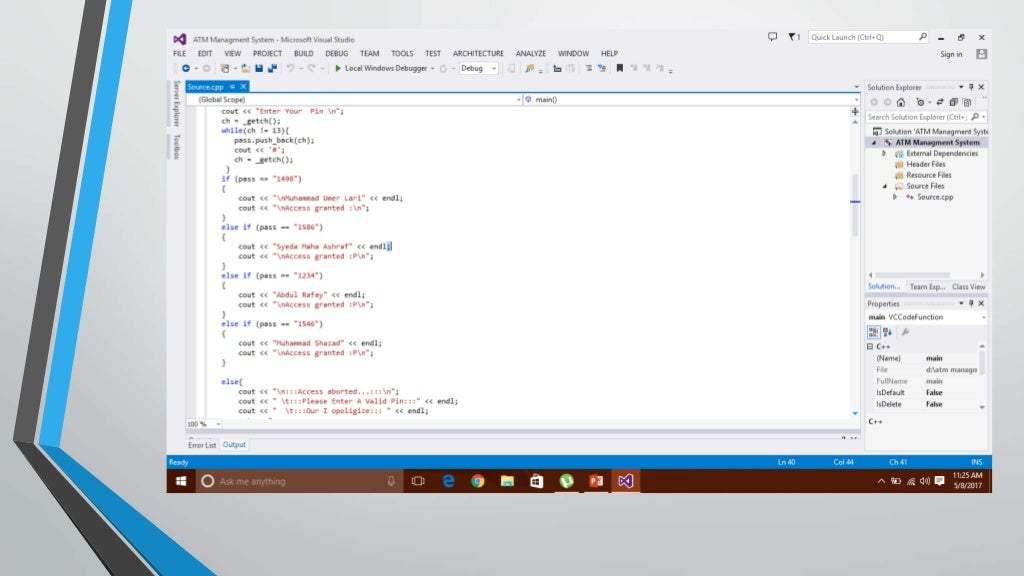 ATM Managment System - Microsoft Visual Studio
1
Quick Launch (Ctrl+Q)
FILE EDIT VIEW PROJECT BUILD DEBUG TEAM TOOLS TEST ARCHITECTURE ANALYZE WINDOW HELP
Sign in
Local Windows Debugger
Debug
Server Explorer
Toolbox
Source.cpp
(Global Scope)
main()
cout << "Enter Your Pin \n";
ch = _getch();
while(ch != 13){
pass.push_back(ch);
cout << '#';
ch = _getch();
}
if (pass == "1498")
{
cout << "\nMuhammad Umer Lari" << endl;
cout << "\nAccess granted :\n";
}
else if (pass == "1586")
{
cout << "Syeda Maha Ashraf" << endl;
cout << "\nAccess granted :P\n";
}
else if (pass == "1234")
{
cout << "Abdul Rafay" << endl;
cout << "\nAccess granted :P\n";
}
else if (pass == "1546")
{
cout << "Muhammad Shazad" << endl;
cout << "\nAccess granted :P\n";
}
else{
cout << "\n:::Access aborted...:::\n";
cout << " \t:::Please Enter A Valid Pin:::" << endl;
cout << " \t:::Our I opoligize::: " << endl;
100 %
Error List Output
Solution Explorer
Search Solution Explorer (Ctrl+;
Solution 'ATM Managment Syste
ATM Managment System
External Dependencies
Header Files
Resource Files
Source Files
Source.cpp
Solution... Team Exp... Class View
Properties
main VCCodeFunction
C++
(Name) main
File d:\atm managn
FullName main
IsDefault False
IsDelete False
C++
Ready
Ln 40 Col 44 Ch 41 INS
Ask me anything
11:25 AM
5/8/2017